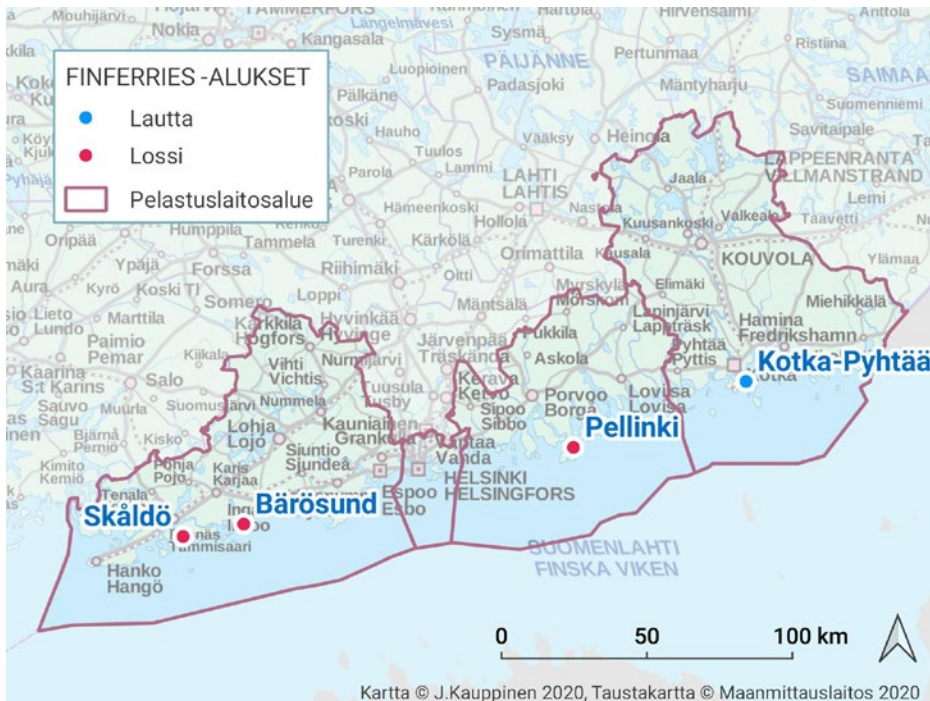 FINFERRIES -ALUKSET
Lautta
Lossi
Pelastuslaitosalue
Nokia
TAMMERFORS
Kangasala
Längelmävesi
Sysmä
Hartola
Hirvensalmi
Anttola
Pertunmaa
Ristiina
PÄIJÄNNE
Luopioinen
Padasjoki
Mäntyharju
SAIMAA
Pälkäne
Suomenniemi
Hauho
Tuulos
Vääksy
Heinola
Savitaipale
Parola
Lammi
LAHTI
LAHTIS
Jaala
LAPPEENRANTA
VILLMANSTRAND
Hämeenkoski
Nastola
Lemi
Hollola
Kuusankoski
Valkeala
Taavetti
Humppila
Tammela
Turenki
Kärkölä
Kausala
Oripää
Orimattila
KOUVOLA
Ylämaa
Ypäjä
Forssa
Riihimäki
Oitti
Aura
Kyrö
Koski Tl
Loppi
Myrskylä
Mörskom
Elimäki
Miehikkälä
Somero
Mäntsälä
Lieto
Lundo
Marttila
Hyvinkää
Hyvinge
Lapinjärvi
Lappträsk
Hamina
Fredrikshamn
Karkkila
Högfors
Pukkila
Paimio
Pemar
Kiikala
Nurmijärvi
Järvenpää
Träskända
Askola
Pyhtää
Pyttis
Vihti
Vichtis
Kotka-Pyhtää
Kotka
Kaarina
S:t Karins
Salo
Tuusula
Tusby
Kerava
Kervo
Lovisa
Loviisa
Sauvo
Sagu
Muurla
Suomusjärvi
Nummela
Porvoo
Borgå
Sipoo
Sibbo
Lohja
Lojo
Kauniainen
Grankulla
Pellinki
Bjärnå
Perniö
Kisko
Siuntio
Sjundeå
Vantaa
Vanda
Kimito
Kemiö
Pohja
Pojo
Karis
Karjaa
HELSINKI
HELSINGFORS
Espoo
Esbo
Tenala
Skåldö
Bärösund
Tammisaari
Hanko
Hangö
SUOMENLAHTI
FINSKA VIKEN
0 50 100 km
Kartta © J.Kauppinen 2020, Taustakartta © Maanmittauslaitos 2020